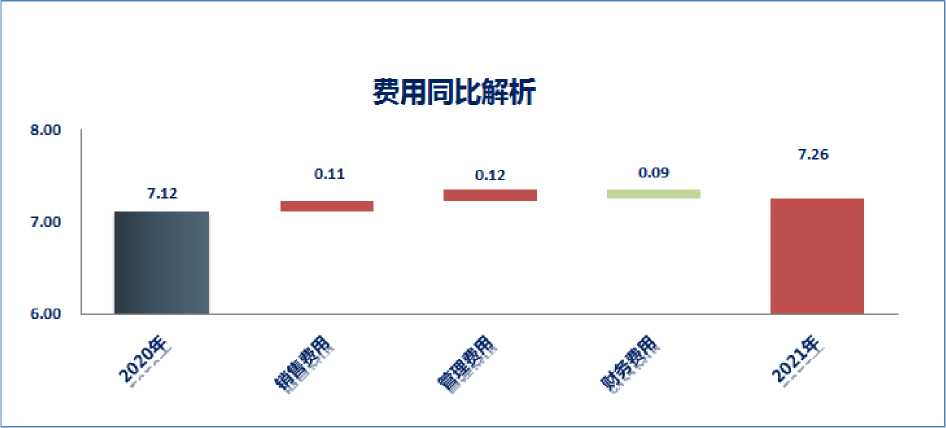 费用同比解析
8.00
7.00
6.00
7.12
0.11
0.12
0.09
7.26
2020年
销售费用
管理费用
财务费用
2021年